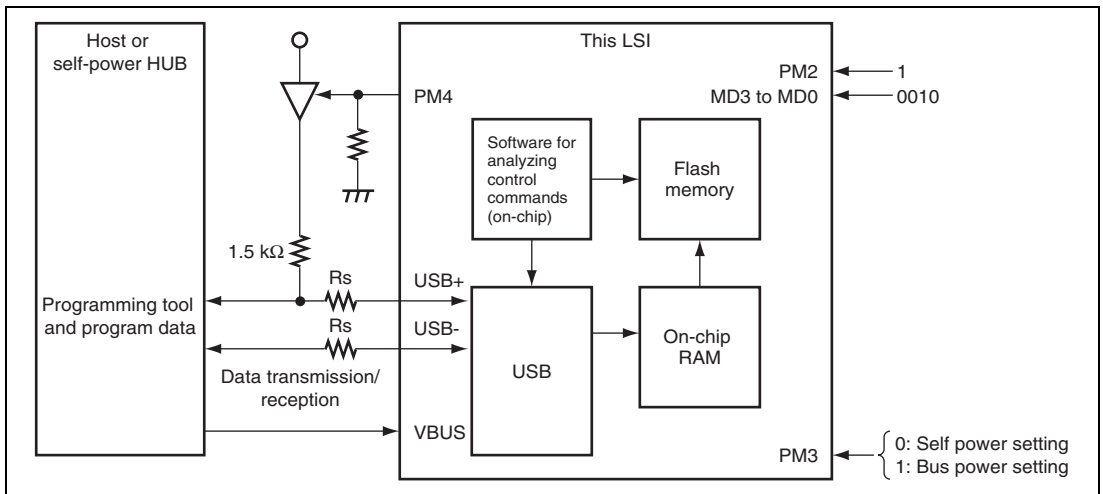 Host or
self-power HUB
This LSI
PM2
1
PM4
MD3 to MD0
0010
Software for
analyzing
control
commands
(on-chip)
Flash
memory
1.5 kΩ
Rs
USB+
Programming tool
and program data
Rs
USB-
On-chip
RAM
USB
Data transmission/
reception
VBUS
PM3
0: Self power setting
1: Bus power setting